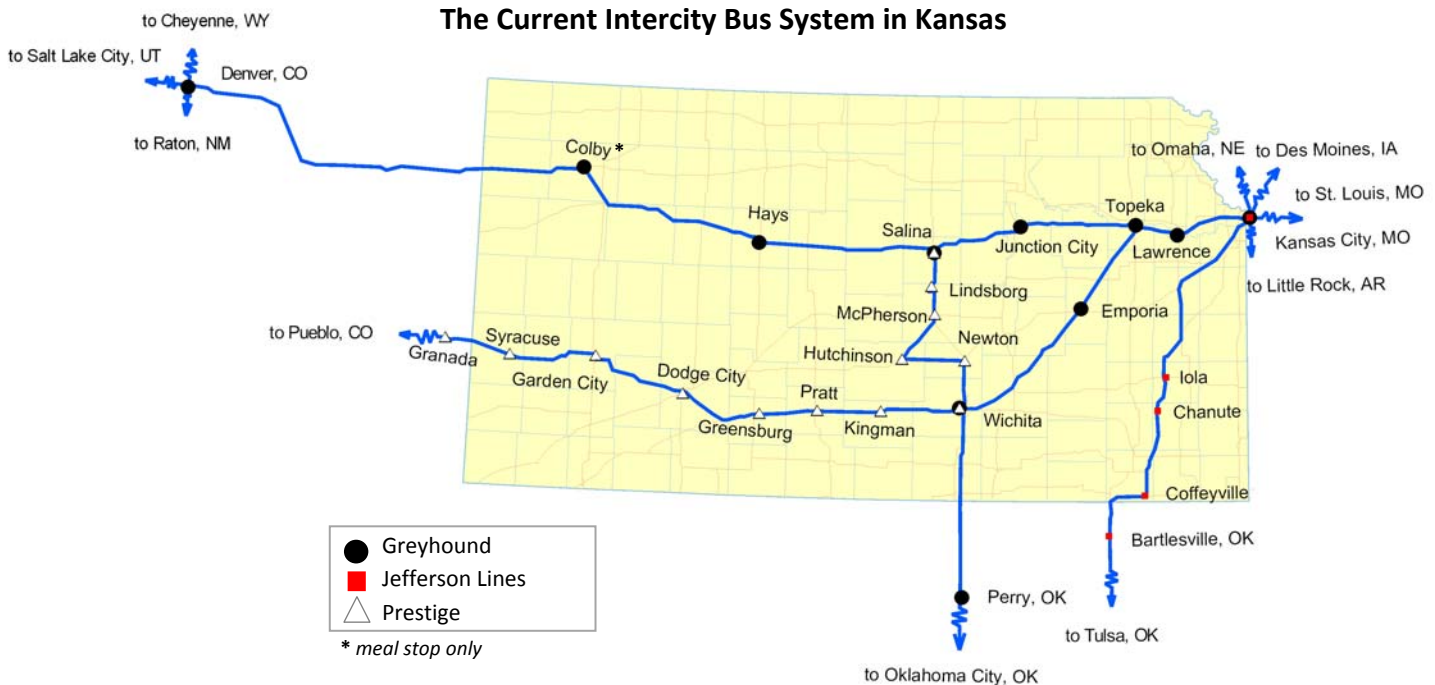 The Current Intercity Bus System in Kansas
to Cheyenne, WY
to Salt Lake City, UT
Denver, CO
to Raton, NM
Colby *
to Omaha, NE
to Des Moines, IA
to St. Louis, MO
Kansas City, MO
to Little Rock, AR
Hays
Salina
Junction City
Topeka
Lawrence
Lindsborg
McPherson
Emporia
Hutchinson
Newton
to Pueblo, CO
Granada
Syracuse
Garden City
Dodge City
Greensburg
Pratt
Kingman
Wichita
Iola
Chanute
Coffeyville
Bartlesville, OK
Perry, OK
to Tulsa, OK
to Oklahoma City, OK
Greyhound
Jefferson Lines
Prestige
* meal stop only